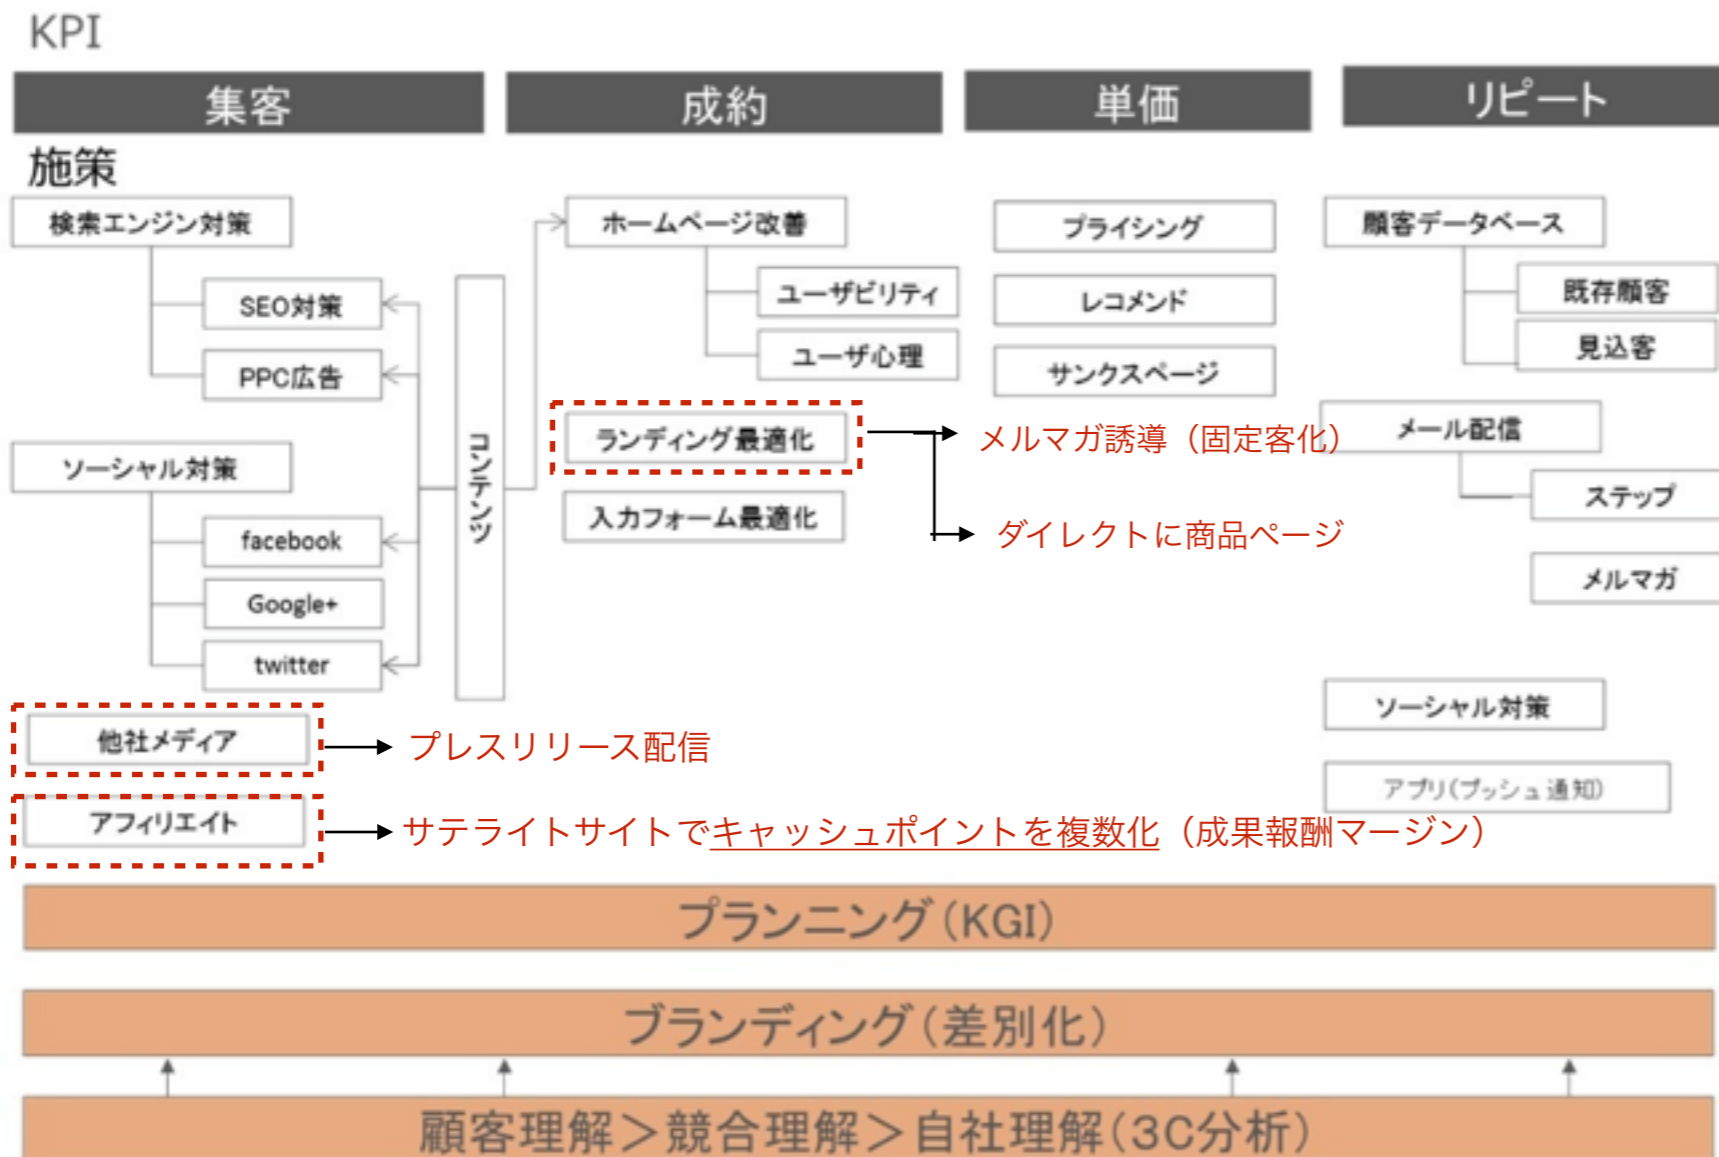 KPI
集客
成約
単価
リピート
施策
検索エンジン対策
SEO対策
PPC広告
ソーシャル対策
facebook
Google+
twitter
他社メディア
プレスリリース配信
アフィリエイト
サテライトサイトでキャッシュポイントを複数化（成果報酬マージン）
コンテンツ
ホームページ改善
ユーザビリティ
ユーザ心理
ランディング最適化
メルマガ誘導（固定客化）
ダイレクトに商品ページ
入力フォーム最適化
プライシング
レコメンド
サンクスページ
顧客データベース
既存顧客
見込客
メール配信
ステップ
メルマガ
ソーシャル対策
アプリ(プッシュ通知)
プランニング(KGI)
ブランディング(差別化)
顧客理解＞競合理解＞自社理解(3C分析)